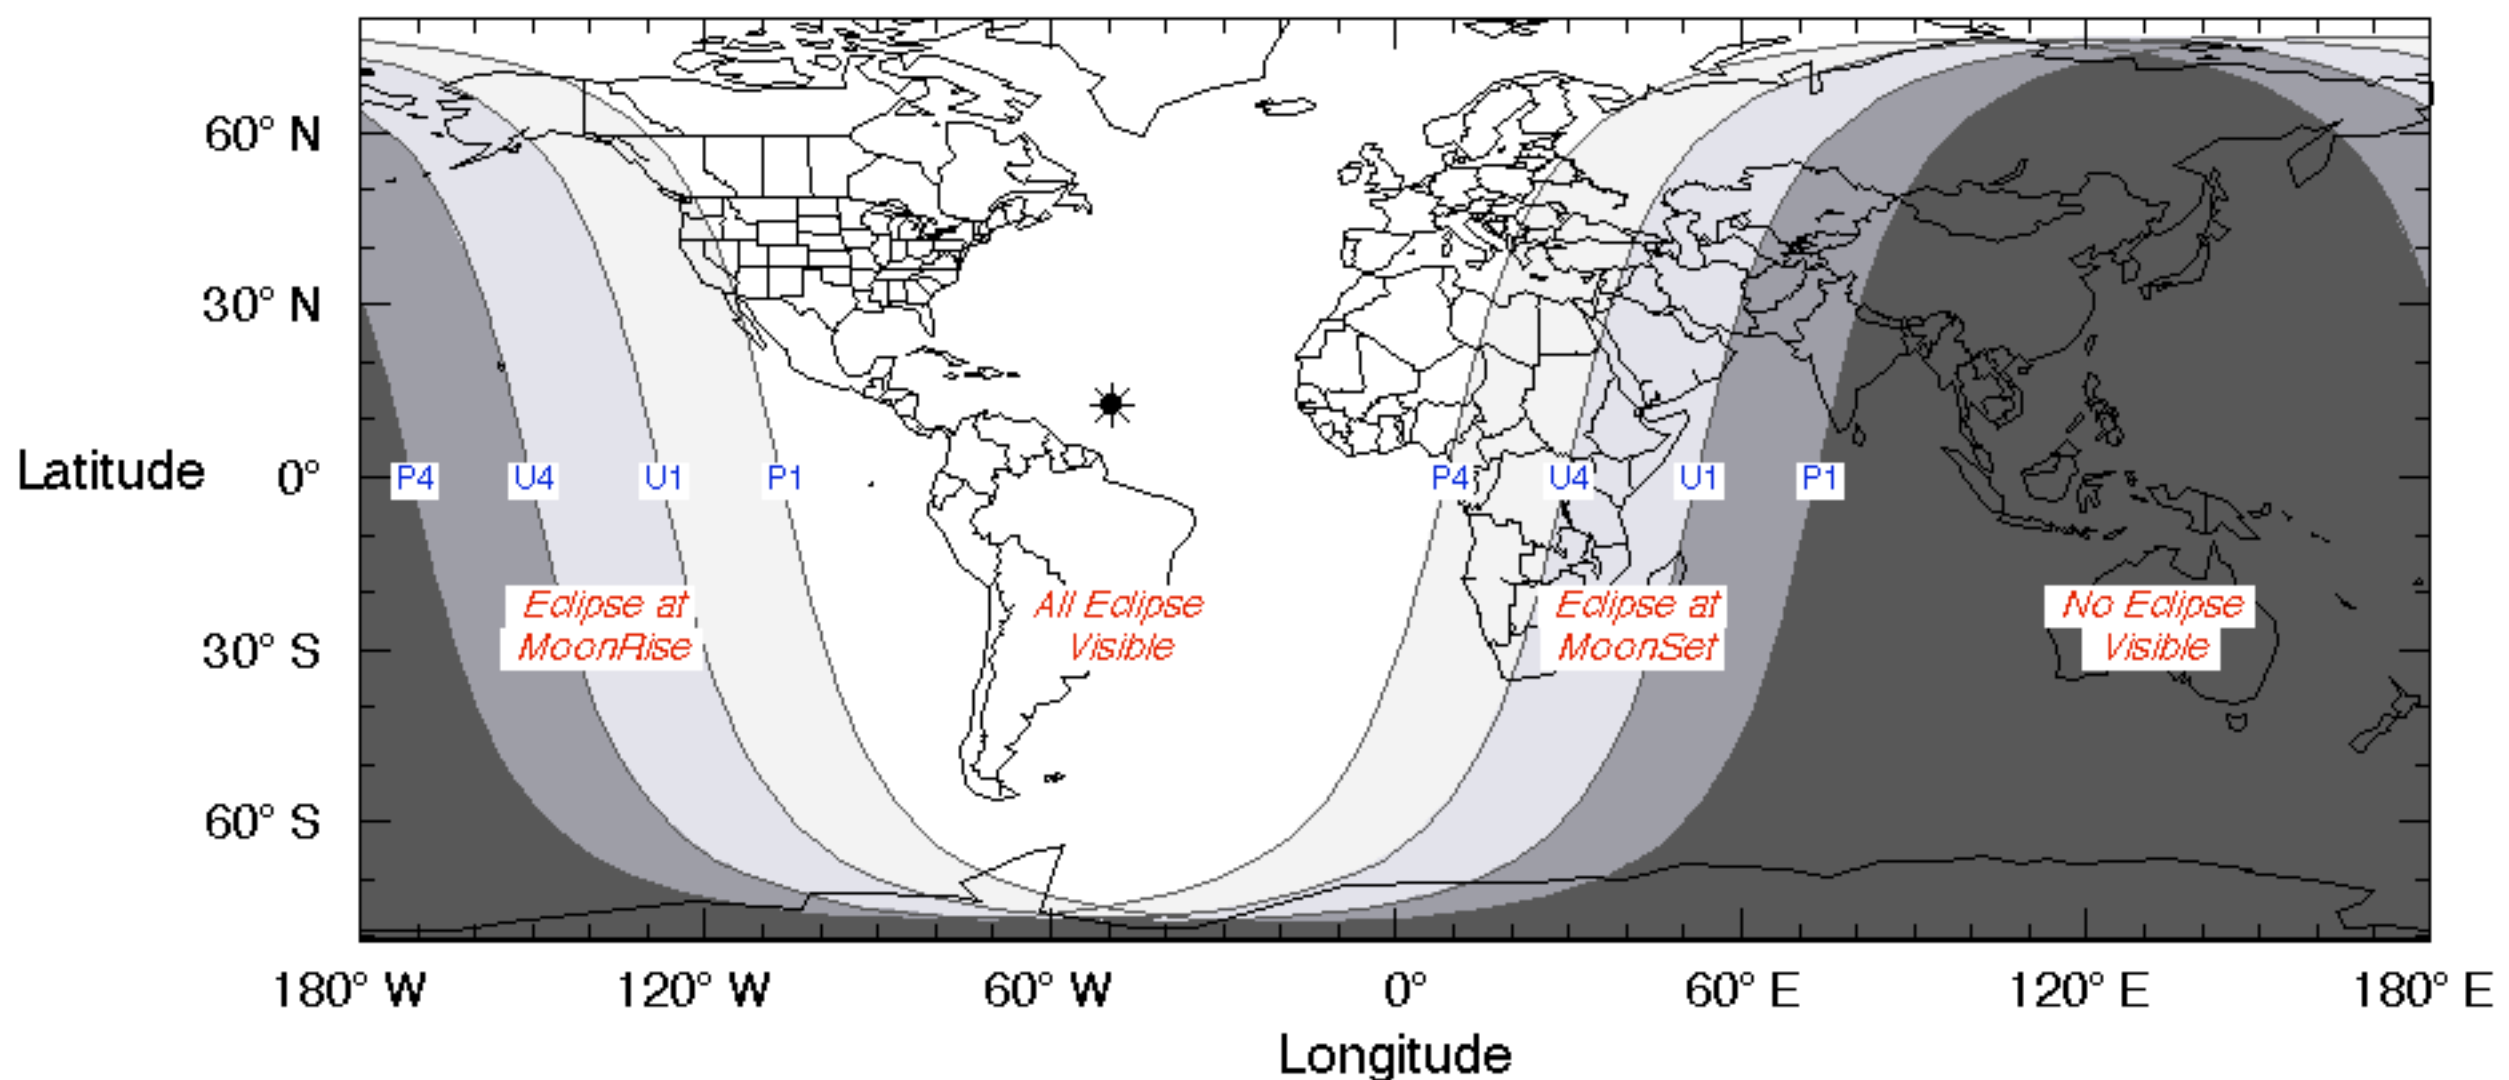 60° N
30° N
Latitude
0°
P4
U4
U1
P1
P4
U4
U1
P1
Eclipse at
MoonRise
All Eclipse
Visible
Eclipse at
MoonSet
No Eclipse
Visible
30° S
60° S
180° W
120° W
60° W
0°
60° E
120° E
180° E
Longitude